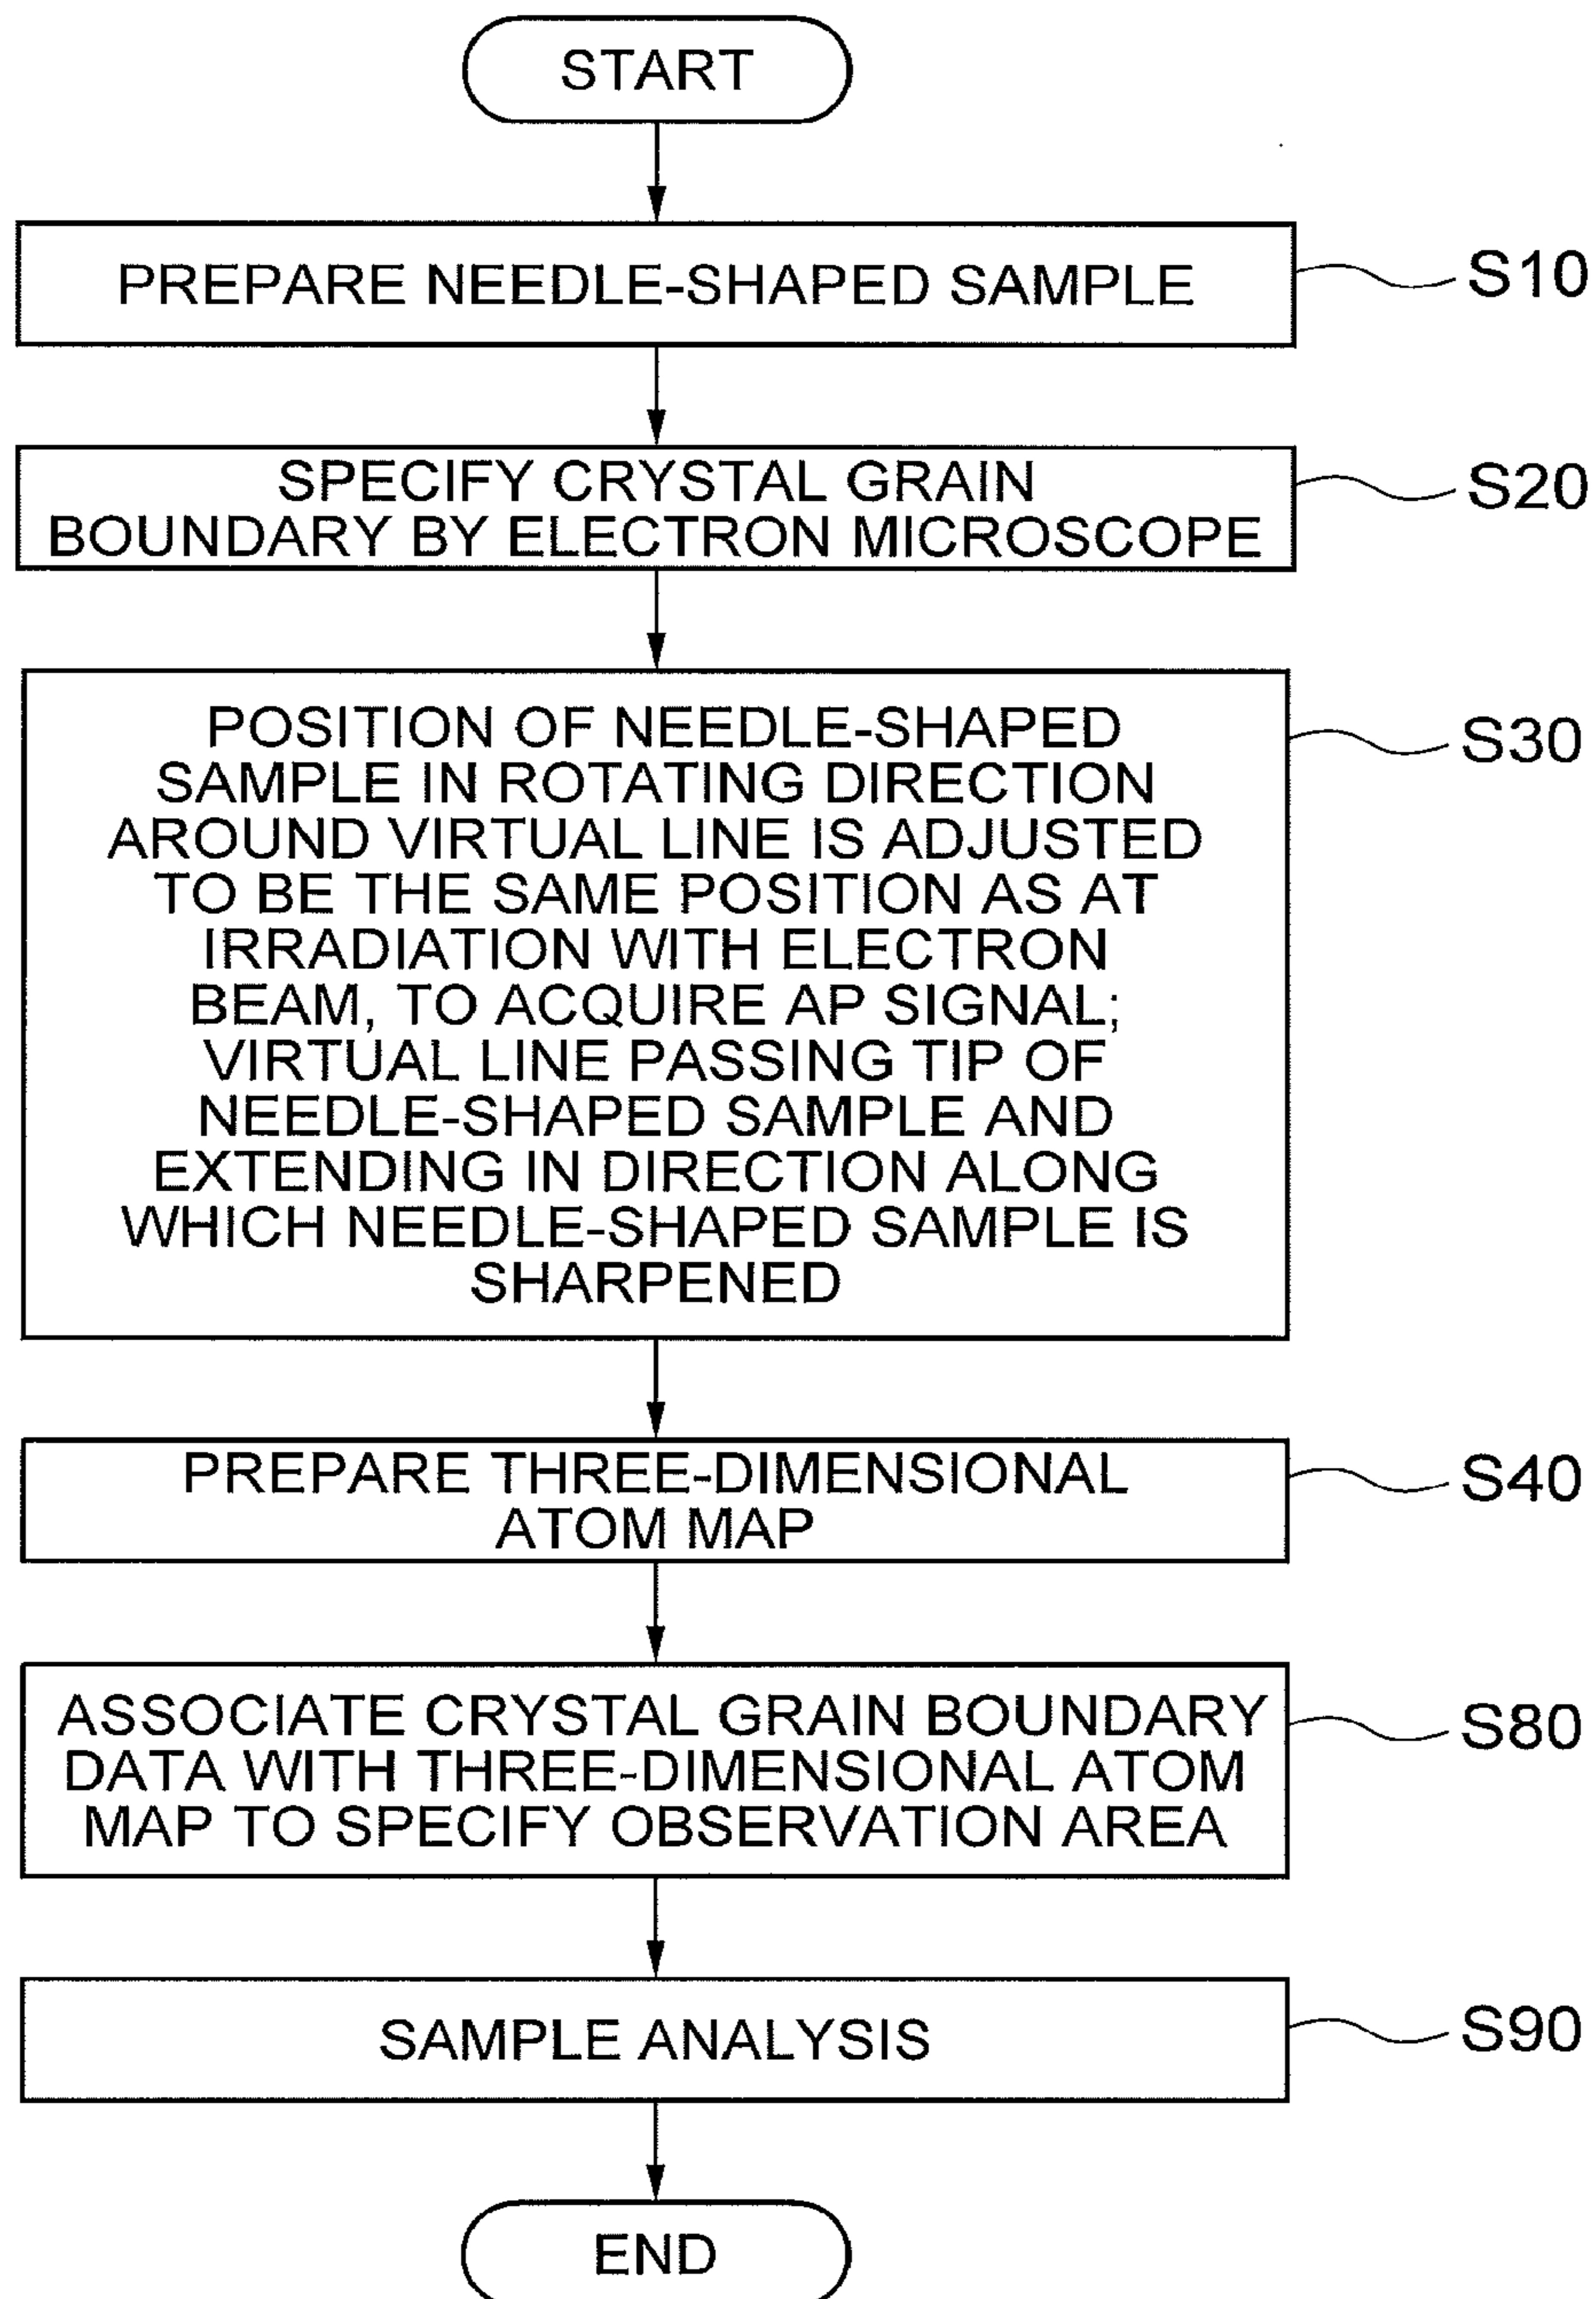 START
PREPARE NEEDLE-SHAPED SAMPLE
S10
SPECIFY CRYSTAL GRAIN
BOUNDARY BY ELECTRON MICROSCOPE
S20
POSITION OF NEEDLE-SHAPED
SAMPLE IN ROTATING DIRECTION
AROUND VIRTUAL LINE IS ADJUSTED
TO BE THE SAME POSITION AS AT
IRRADIATION WITH ELECTRON
BEAM, TO ACQUIRE AP SIGNAL;
VIRTUAL LINE PASSING TIP OF
NEEDLE-SHAPED SAMPLE AND
EXTENDING IN DIRECTION ALONG
WHICH NEEDLE-SHAPED SAMPLE IS
SHARPENED
S30
PREPARE THREE-DIMENSIONAL
ATOM MAP
S40
ASSOCIATE CRYSTAL GRAIN BOUNDARY
DATA WITH THREE-DIMENSIONAL ATOM
MAP TO SPECIFY OBSERVATION AREA
S80
SAMPLE ANALYSIS
S90
END